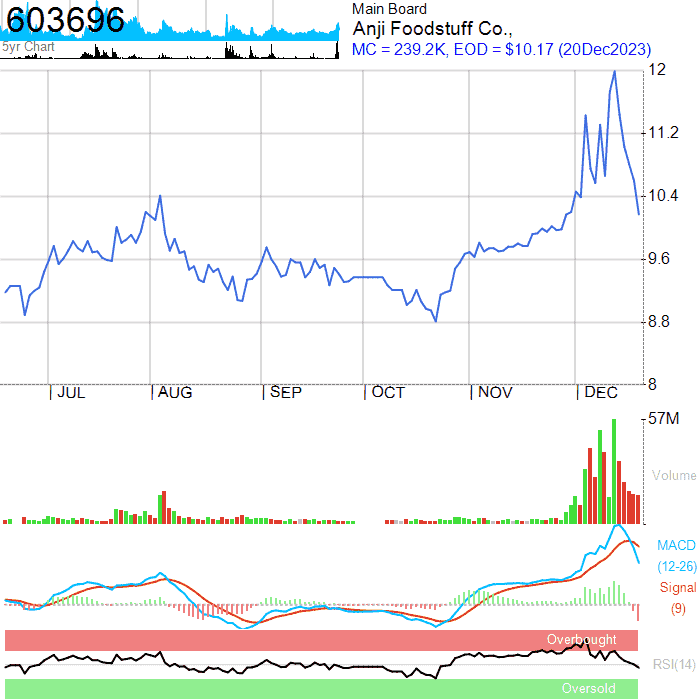 603696
5yr Chart
Main Board
Anji Foodstuff Co.,
MC = 239.2K, EOD = $10.17 (20Dec2023)
12
11.2
10.4
9.6
8.8
8
JUL
AUG
SEP
OCT
NOV
DEC
57M
Volume
MACD
(12-26)
Signal
(9)
Overbought
RSI(14)
Oversold